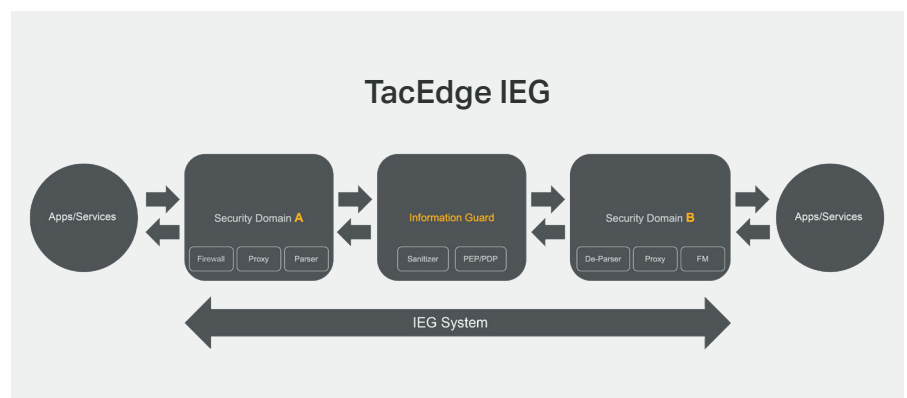 TacEdge IEG
Apps/Services
Security Domain A
Firewall
Proxy
Parser
Information Guard
Sanitizer
PEP/PDP
Security Domain B
De-Parser
Proxy
FM
Apps/Services
IEG System